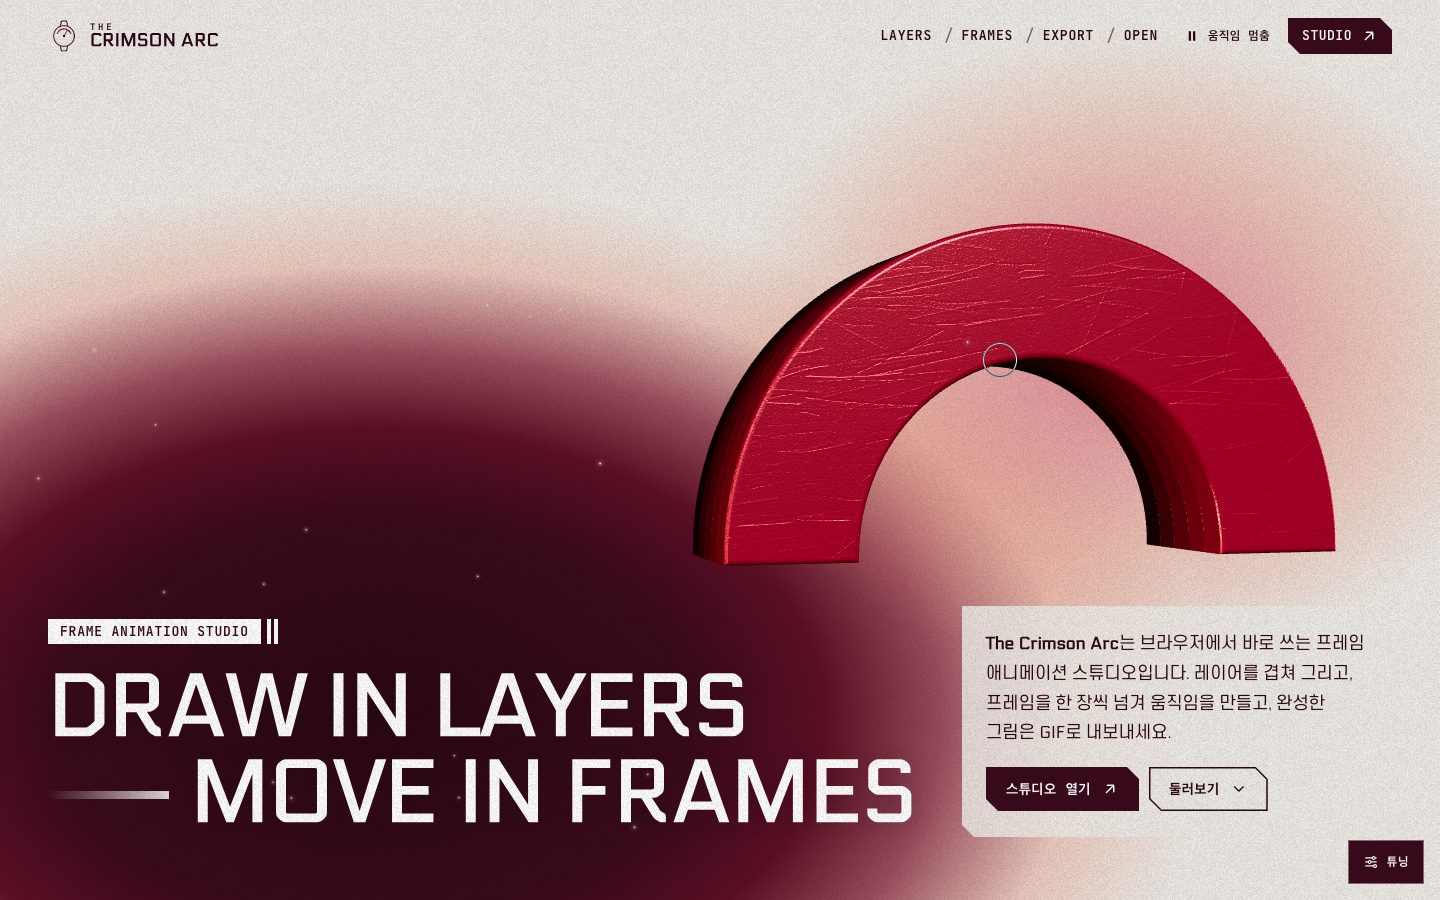 THE
CRIMSON ARC
LAYERS / FRAMES / EXPORT / OPEN
움직임 멈춤
STUDIO
FRAME ANIMATION STUDIO
DRAW IN LAYERS
MOVE IN FRAMES
The Crimson Arc는 브라우저에서 바로 쓰는 프레임
애니메이션 스튜디오입니다. 레이어를 겹쳐 그리고,
프레임을 한 장씩 넘겨 움직임을 만들고, 완성한
그림은 GIF로 내보내세요.
스튜디오 열기
둘러보기
튜닝